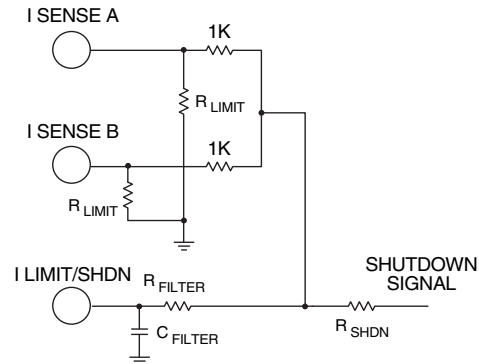 I SENSE A
1K
R LIMIT
I SENSE B
1K
R LIMIT
I LIMIT/SHDN
R FILTER
SHUTDOWN
SIGNAL
C FILTER
R SHDN